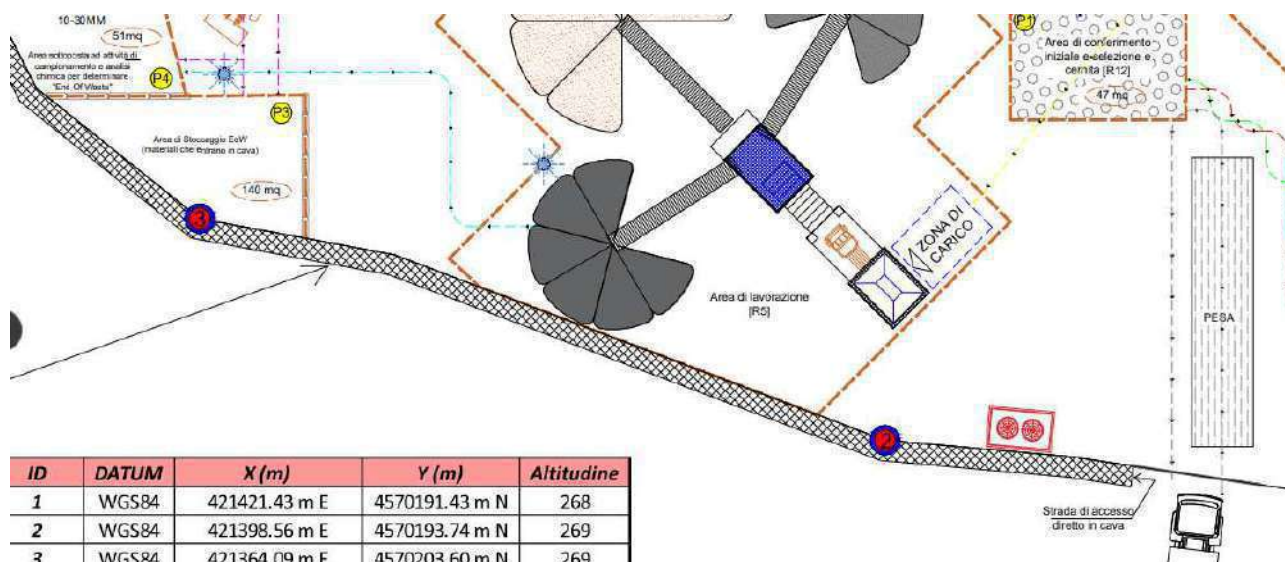 10-30MM
51mq
Area sottoposta ad attività di
campionamento e analisi
chimica per determinare
"End Of Waste"
P4
P3
P1
Area di conferimento
iniziale e selezione e
cernita [R12]
47 mq
Area di Stoccaggio EoW
(materiali che entrano in cava)
140 mq
3
ZONA DI
CARICO
Area di lavorazione
[R5]
PESA
2
Strada di accesso
diretto in cava
ID DATUM X (m) Y (m) Altitudine
1 WGS84 421421.43 m E 4570191.43 m N 268
2 WGS84 421398.56 m E 4570193.74 m N 269
3 WGS84 421364.09 m E 4570203.60 m N 269